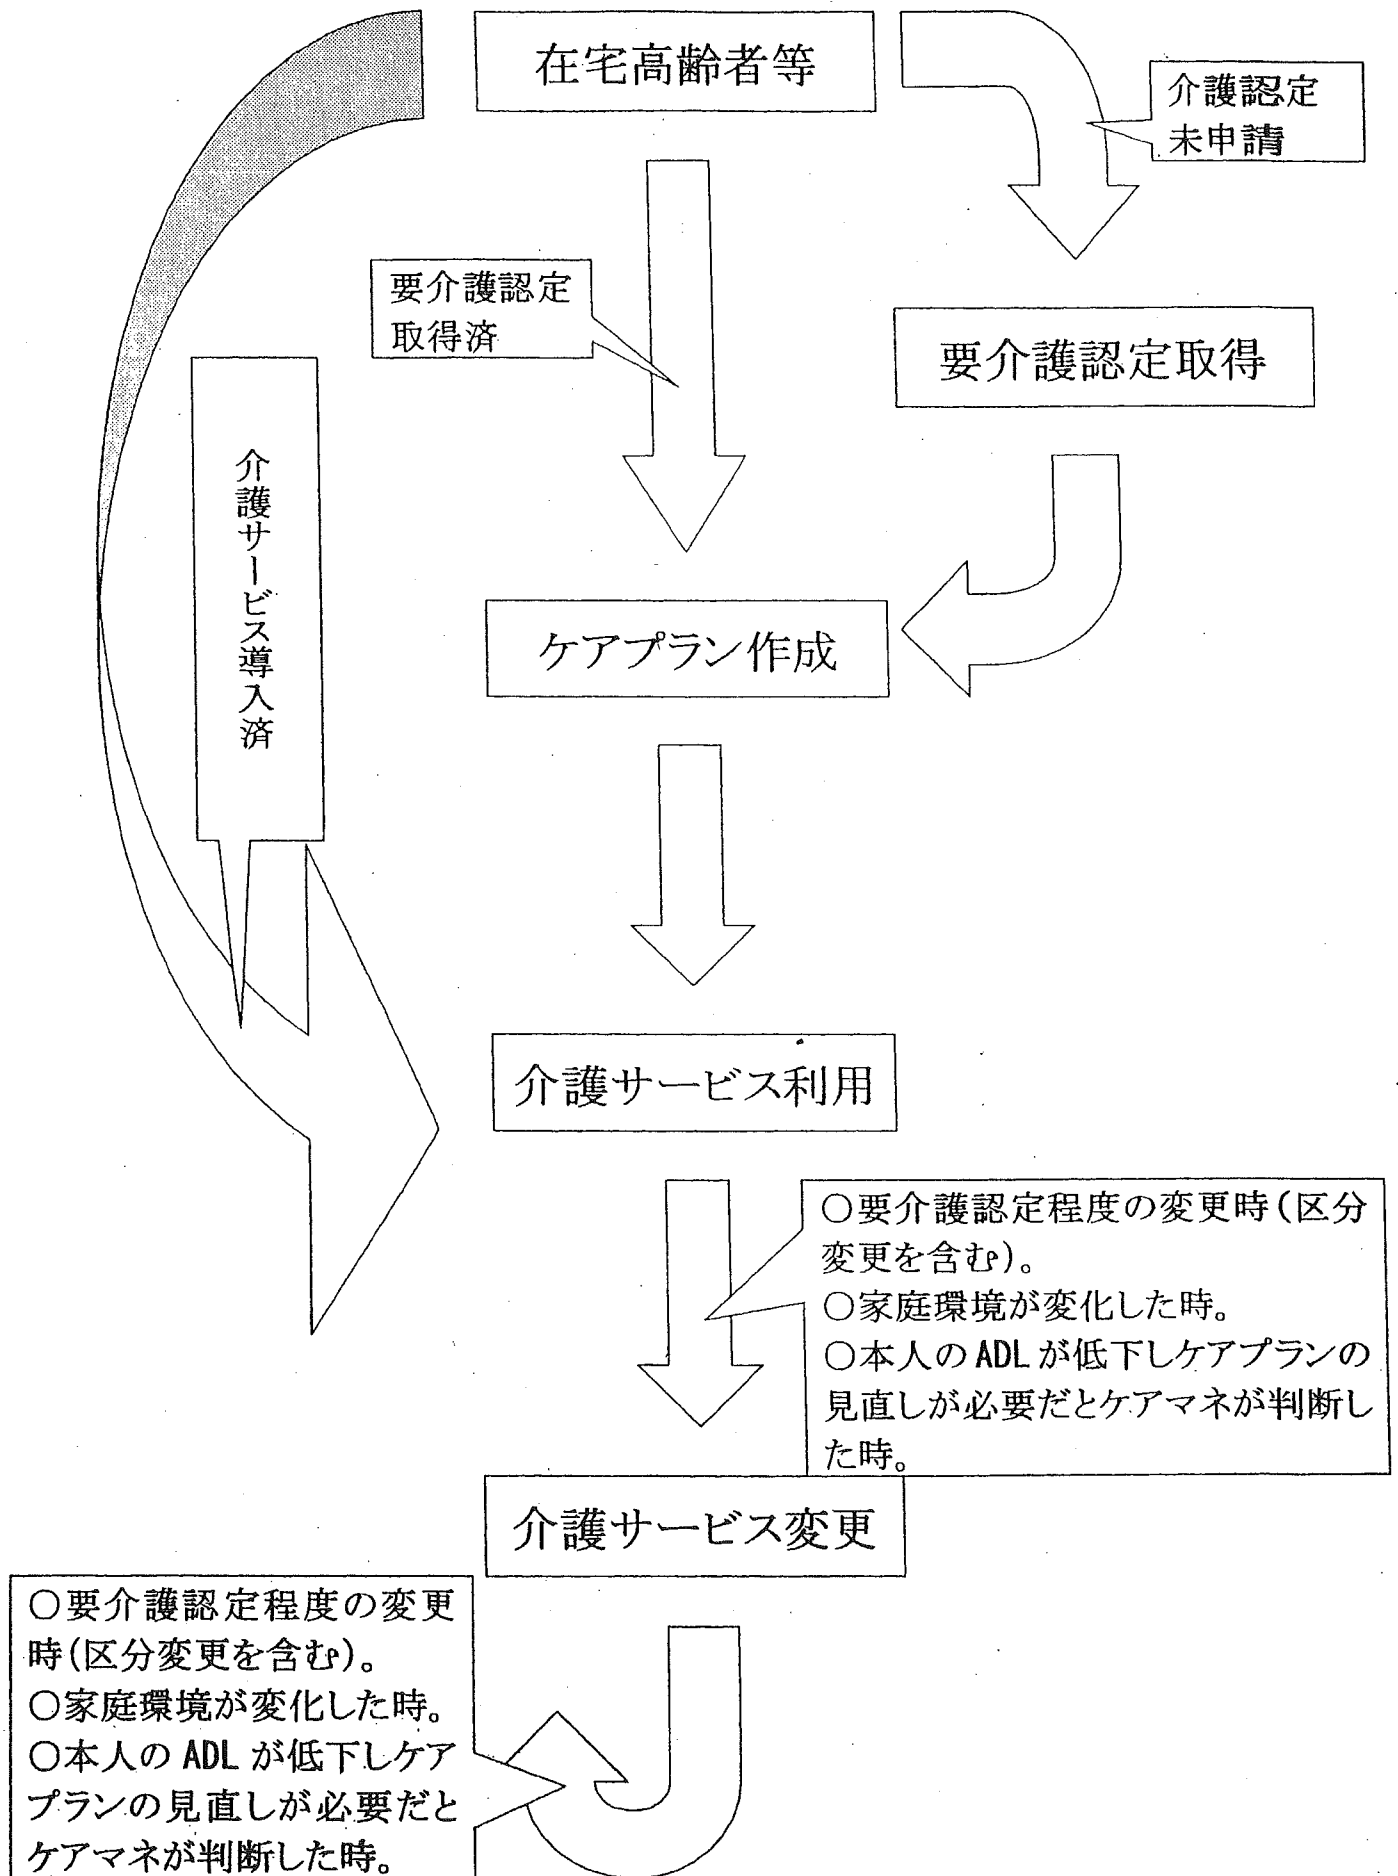 在宅高齢者等
介護認定
未申請
要介護認定
取得済
要介護認定取得
介護サービス導入済
ケアプラン作成
介護サービス利用
○要介護認定程度の変更時(区分
変更を含む)。
○家庭環境が変化した時。
○本人のADLが低下しケアプランの
見直しが必要だとケアマネが判断し
た時。
介護サービス変更
○要介護認定程度の変更
時(区分変更を含む)。
○家庭環境が変化した時。
○本人のADLが低下しケア
プランの見直しが必要だと
ケアマネが判断した時。